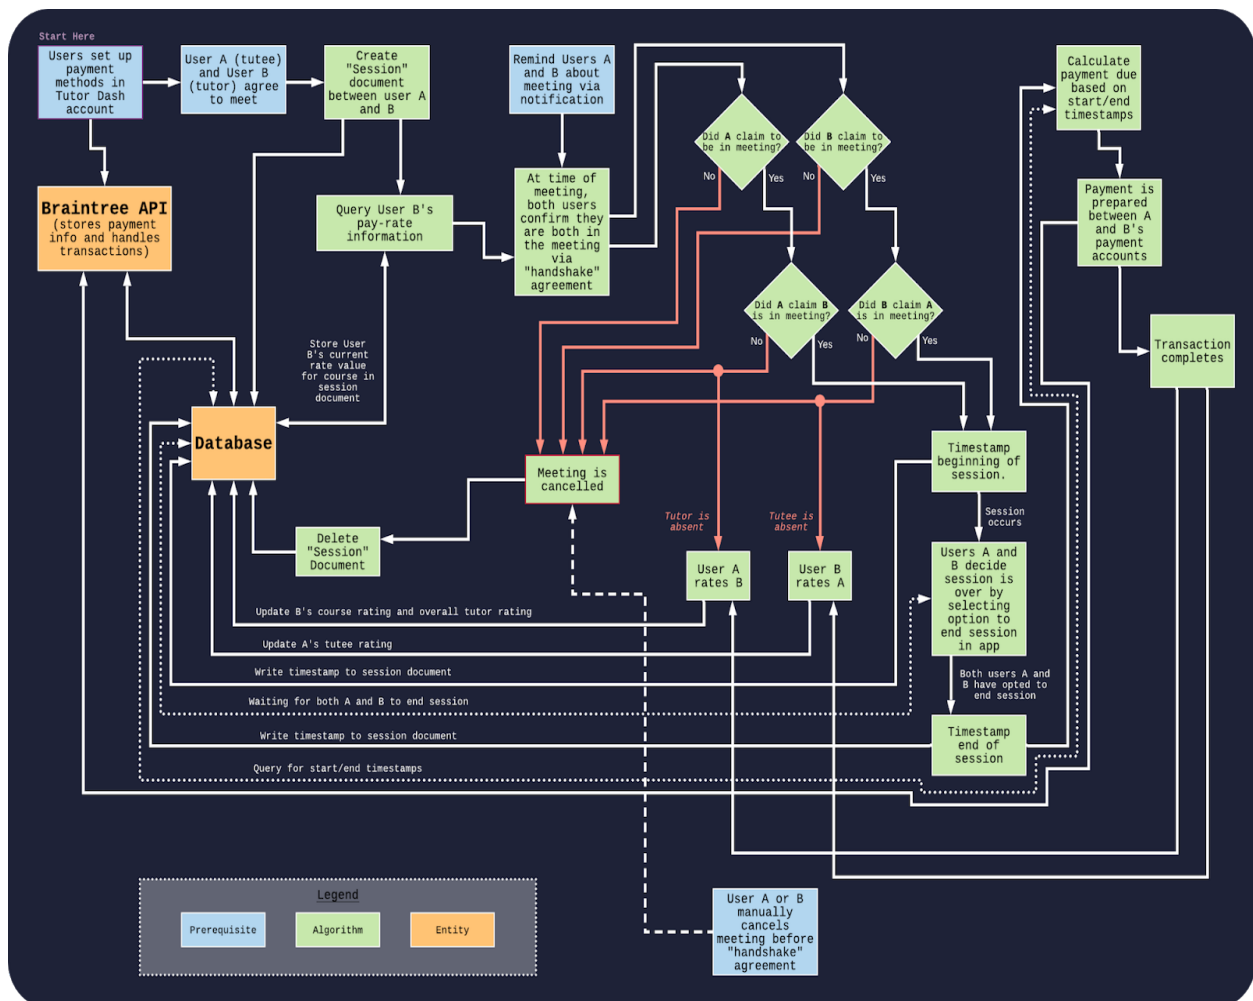 Start Here
Users set up
payment
methods in
Tutor Dash
account
User A (tutee)
and User B
(tutor) agree
to meet
Create
"Session"
document
between user A
and B
Remind Users A
and B about
meeting via
notification
Calculate
payment due
based on
start/end
timestamps
Did A claim to
be in meeting?
Did B claim to
be in meeting?
No
Yes
No
Yes
Braintree API
(stores payment
info and handles
transactions)
Query User B's
pay-rate
information
At time of
meeting,
both users
confirm they
are both in
the meeting
via
"handshake"
agreement
Payment is
prepared
between A
and B's
payment
accounts
Did A claim B
is in meeting?
Did B claim A
is in meeting?
No
Yes
No
Yes
Transaction
completes
Store User
B's current
rate value
for course in
session
document
Database
Meeting is
cancelled
Timestamp
beginning of
session.
Session
occurs
Tutor is
absent
Tutee is
absent
Delete
"Session"
Document
User A
rates B
User B
rates A
Users A and
B decide
session is
over by
selecting
option to
end session
in app
Update B's course rating and overall tutor rating
Update A's tutee rating
Write timestamp to session document
Both users A and
B have opted to
end session
Waiting for both A and B to end session
Write timestamp to session document
Timestamp
end of
session
Query for start/end timestamps
Legend
Prerequisite
Algorithm
Entity
User A or B
manually
cancels
meeting before
"handshake"
agreement